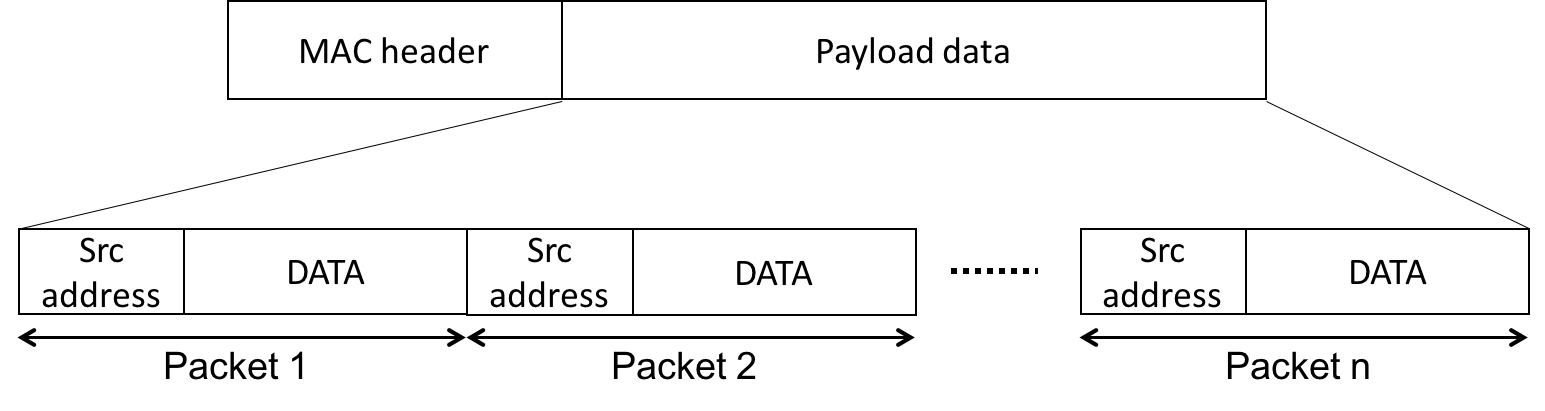 MAC header
Payload data
Src
address
DATA
Src
address
DATA
Src
address
DATA
Packet 1
Packet 2
Packet n